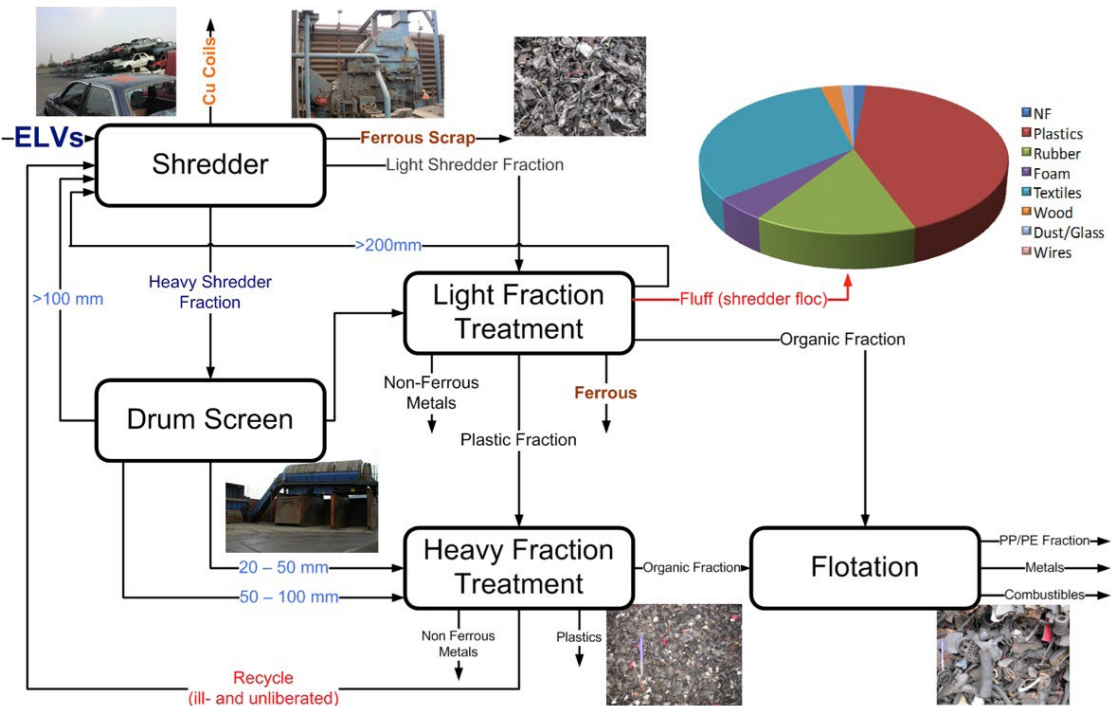 Cu Coils
ELVs
Shredder
Ferrous Scrap
Light Shredder Fraction
NF
Plastics
Rubber
Foam
Textiles
Wood
Dust/Glass
Wires
>200mm
>100 mm
Heavy Shredder
Fraction
Light Fraction
Treatment
Fluff (shredder floc)
Organic Fraction
Non-Ferrous
Metals
Ferrous
Plastic Fraction
Drum Screen
20 – 50 mm
50 – 100 mm
Heavy Fraction
Treatment
Organic Fraction
Flotation
PP/PE Fraction
Metals
Combustibles
Non Ferrous
Metals
Plastics
Recycle
(ill- and unliberated)